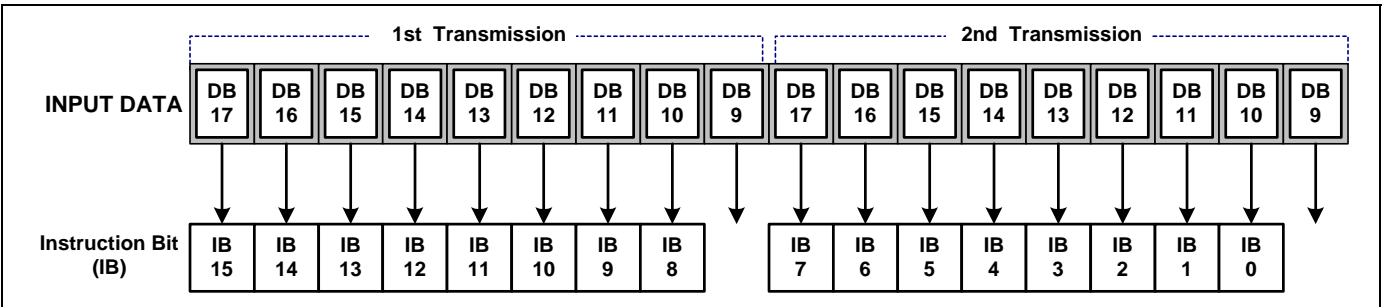 1st Transmission 2nd Transmission
INPUT DATA DB 17 DB 16 DB 15 DB 14 DB 13 DB 12 DB 11 DB 10 DB 9 DB 17 DB 16 DB 15 DB 14 DB 13 DB 12 DB 11 DB 10 DB 9
Instruction Bit (IB) IB 15 IB 14 IB 13 IB 12 IB 11 IB 10 IB 9 IB 8 IB 7 IB 6 IB 5 IB 4 IB 3 IB 2 IB 1 IB 0